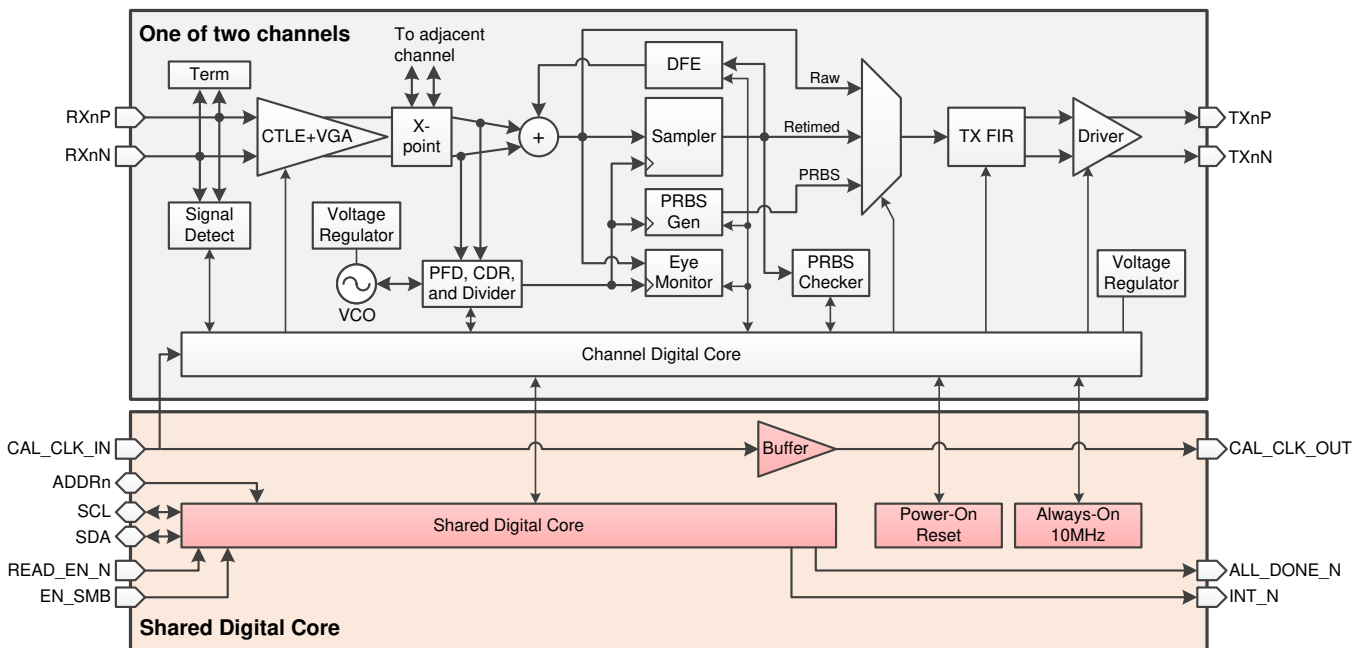 One of two channels
To adjacent
channel
Term
DFE
Raw
RXnP
RXnN
CTLE+VGA
X-
point
+
Sampler
Retimed
TX FIR
Driver
TXnP
TXnN
PRBS
Signal
Detect
Voltage
Regulator
PRBS
Gen
VCO
PFD, CDR,
and Divider
Eye
Monitor
PRBS
Checker
Voltage
Regulator
Channel Digital Core
CAL_CLK_IN
Buffer
CAL_CLK_OUT
ADDRn
SCL
SDA
Shared Digital Core
Power-On
Reset
Always-On
10MHz
READ_EN_N
EN_SMB
ALL_DONE_N
INT_N
Shared Digital Core